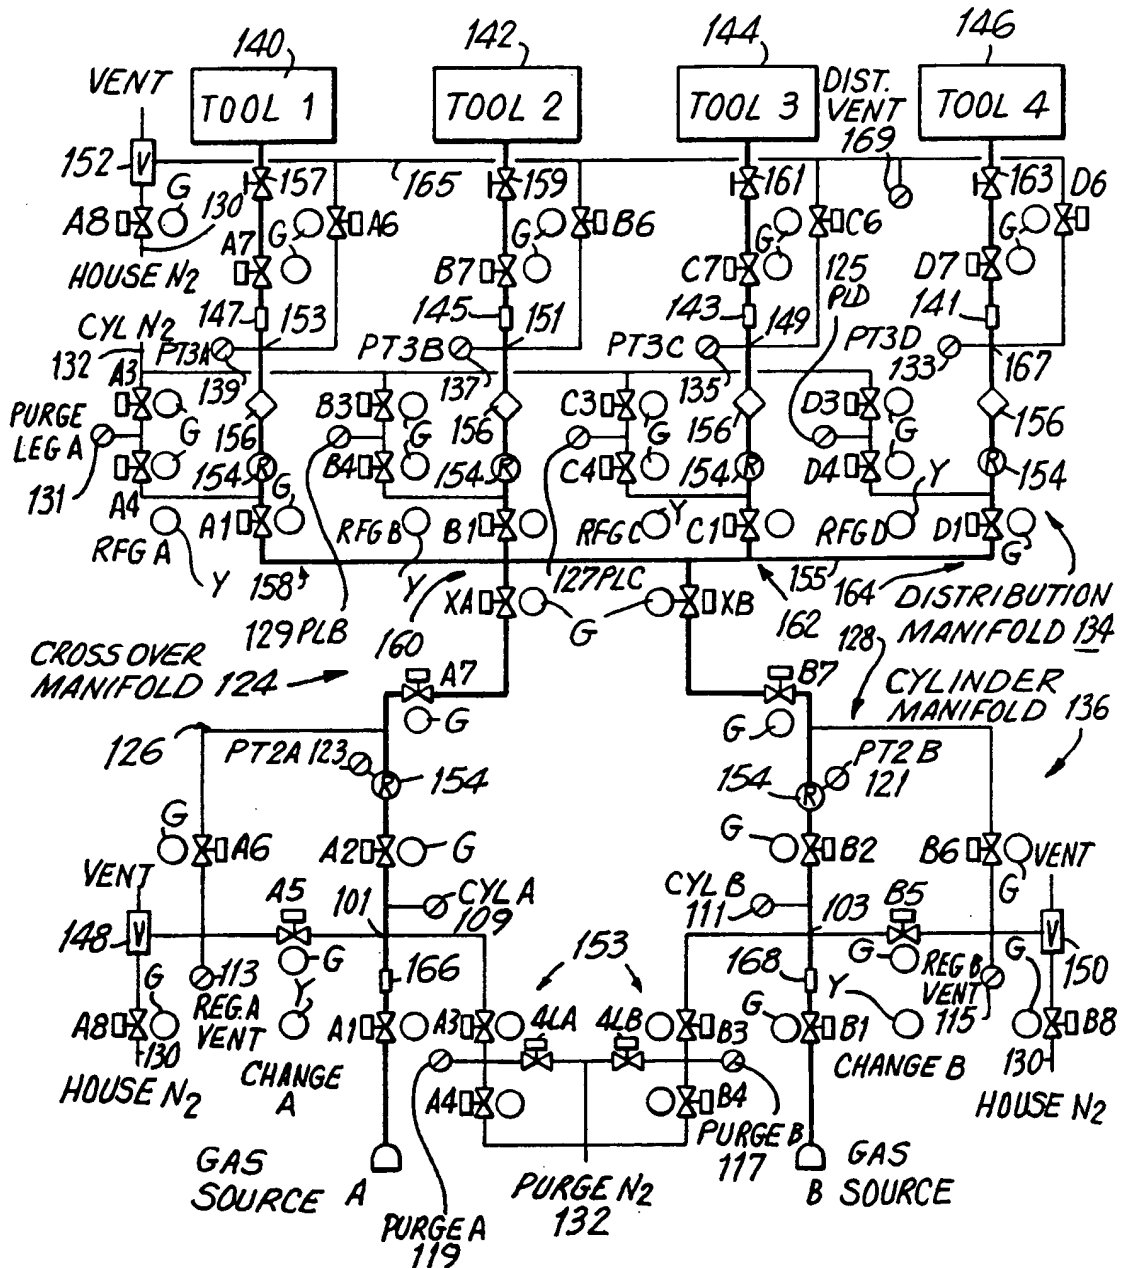 140 142 144 146
VENT
TOOL 1 TOOL 2 TOOL 3 TOOL 4
DIST.
VENT
169
152 V
157 165 159 161 163 D6
G 130 A8 G
A7 G A6 G B6 G C6 G
HOUSE N2
B7 C7 125 D7 G
PLD
147 153 145 151 143 149 141
CYL N2
132 PT3A PT3B PT3C PT3D
139 137 135 133 167
A3 B3 C3 D3
PURGE
LEG A
G 156 G 156 G 156 G 156
131 154 R B4 154 R C4 154 R D4 R 154
A4 G Y
RFG A A1 RFG B B1 RFG C Y C1 RFG D D1 G
Y 158 Y 127 PLC 155 164 DISTRIBUTION
MANIFOLD 134
129 PLB 160 XA G XB 162
CROSS OVER
MANIFOLD 124
A7 G B7 G 128
CYLINDER
MANIFOLD 136
126 PT2A 123 R 154 154 R PT2B
121
G A6 A2 G G B2 B6 G
VENT A5 CYL A
109 CYL B
111 B5 VENT
148 V 101 103 V 150
113
REG.A
VENT G 166 153 168 G REG B
VENT
115 G
G Y A8 A1 A3 4LA 4LB B3 G Y B1 B8
130 CHANGE
A CHANGE B 130
HOUSE N2 A4 B4 HOUSE N2
PURGE B
117
GAS
SOURCE A PURGE N2
132 B GAS
SOURCE
PURGE A
119